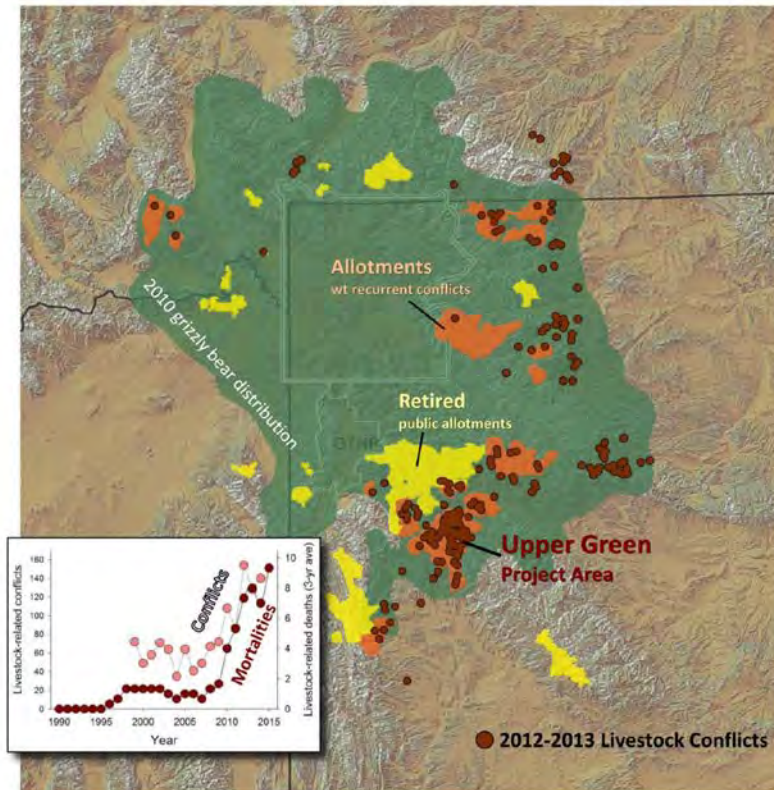 Allotments
wt recurrent conflicts
2010 grizzly bear distribution
Retired
public allotments
GTNP
Upper Green
Project Area
2012-2013 Livestock Conflicts
Livestock-related conflicts
160
140
120
100
80
60
40
20
0
Conflicts
Mortalities
10
8
6
4
2
0
Livestock-related deaths (3-yr ave)
1990
1995
2000
2005
2010
2015
Year